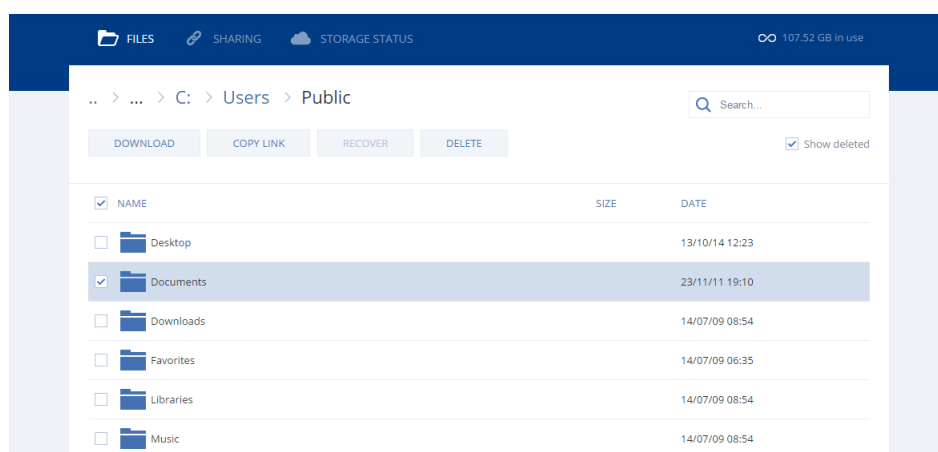 FILES SHARING STORAGE STATUS 107.52 GB in use
.. > ... > C: > Users > Public
Search...
DOWNLOAD COPY LINK RECOVER DELETE Show deleted
NAME SIZE DATE
Desktop 13/10/14 12:23
Documents 23/11/11 19:10
Downloads 14/07/09 08:54
Favorites 14/07/09 06:35
Libraries 14/07/09 08:54
Music 14/07/09 08:54